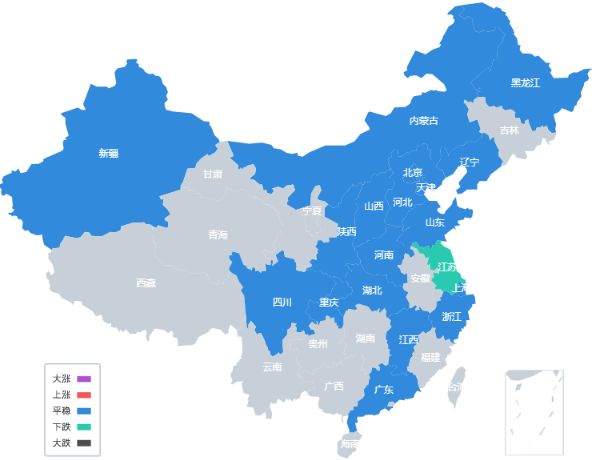 黑龙江
内蒙古
吉林
新疆
辽宁
甘肃
北京
天津
宁夏
山西
河北
山东
青海
陕西
河南
江苏
西藏
安徽
上海
四川
重庆
湖北
浙江
贵州
湖南
江西
云南
福建
广西
广东
台湾
海南
大涨
上涨
平稳
下跌
大跌